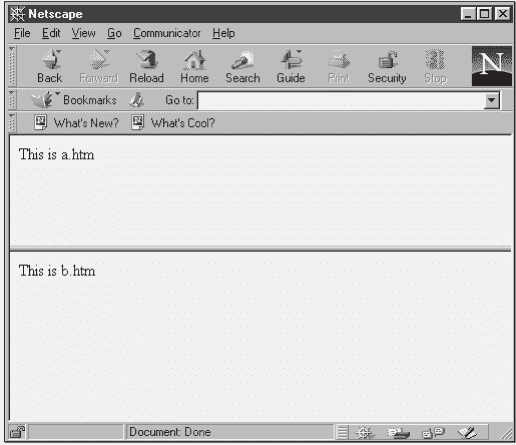 Netscape
File Edit View Go Communicator Help
Back Forward Reload Home Search Guide Print Security Stop
N
Bookmarks Go to:
What's New? What's Cool?
This is a.htm
This is b.htm
Document: Done